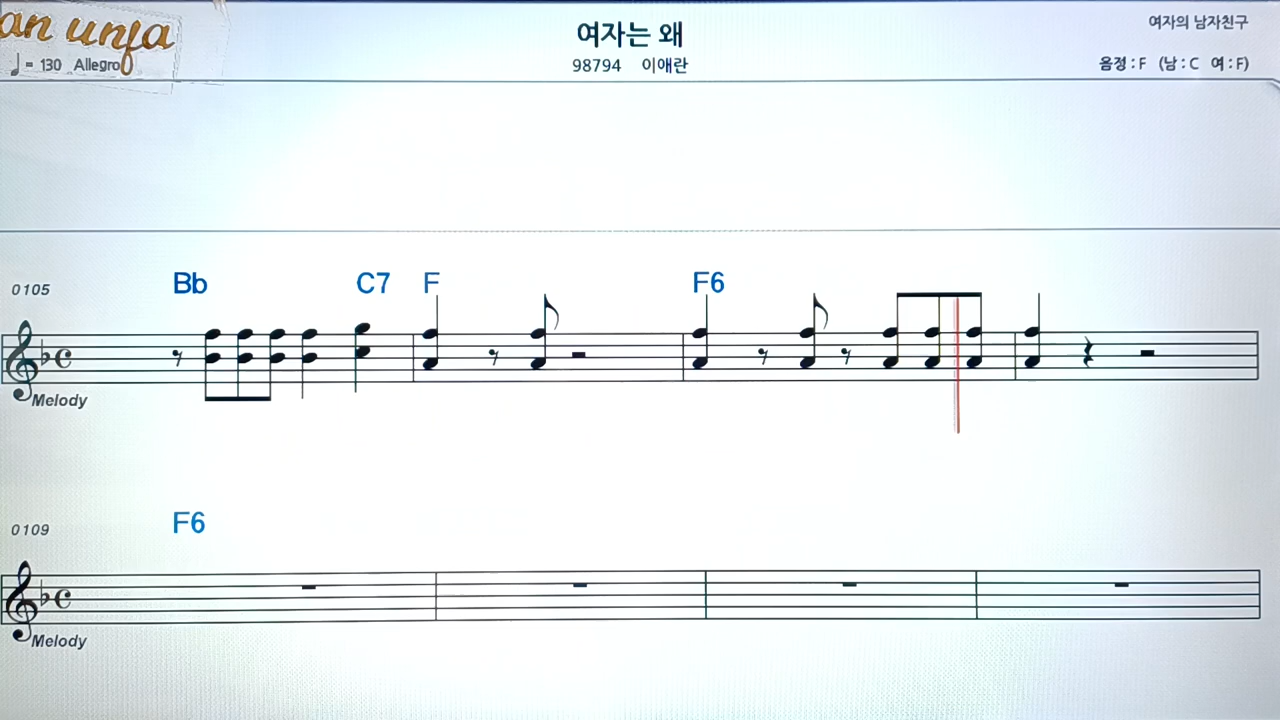 an unja
여자는 왜
여자의 남자친구
♩= 130 Allegro
98794 이애란
음정 : F (남 : C 여 : F)
0105 Bb C7 F F6
Melody
0109 F6
Melody